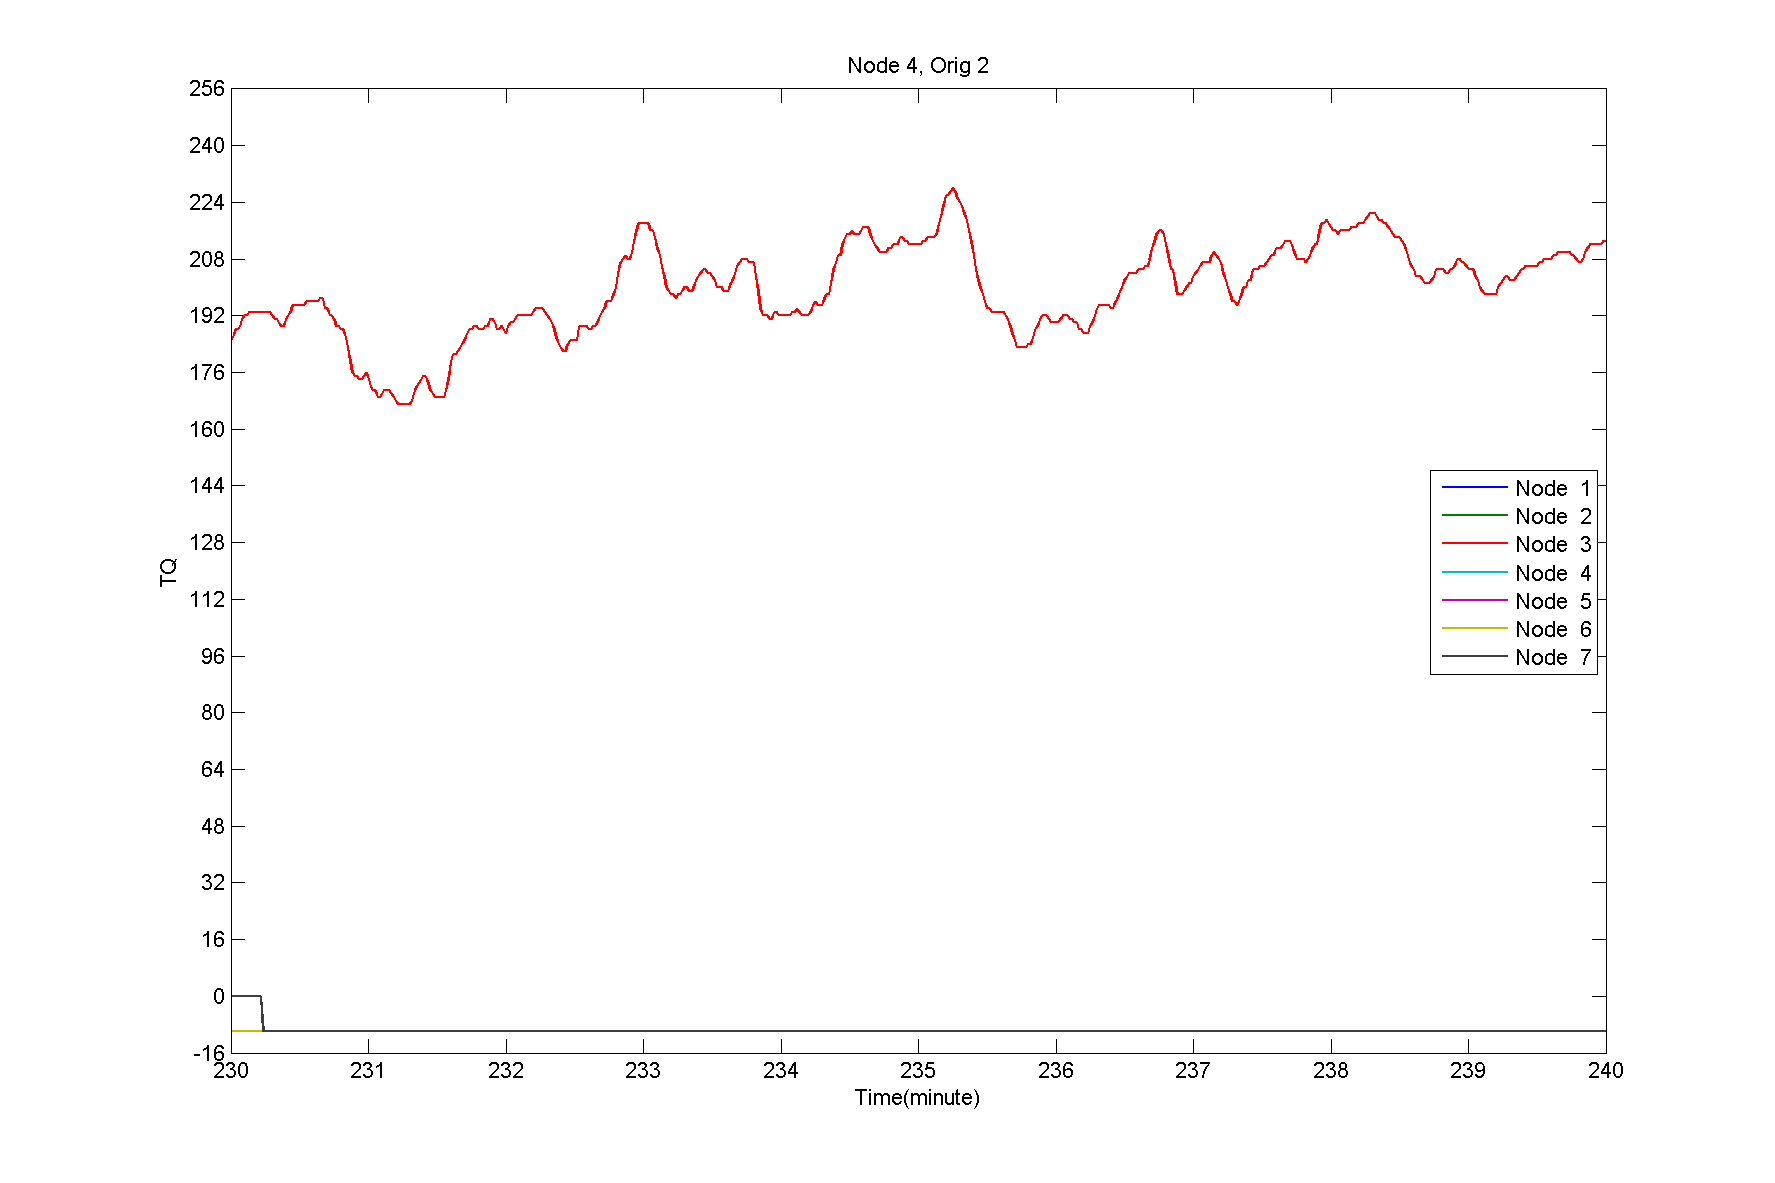 Node 4, Orig 2
256
240
224
208
192
176
160
144
128
112
96
80
64
48
32
16
0
-16
TQ
Node 1
Node 2
Node 3
Node 4
Node 5
Node 6
Node 7
230 231 232 233 234 235 236 237 238 239 240
Time(minute)